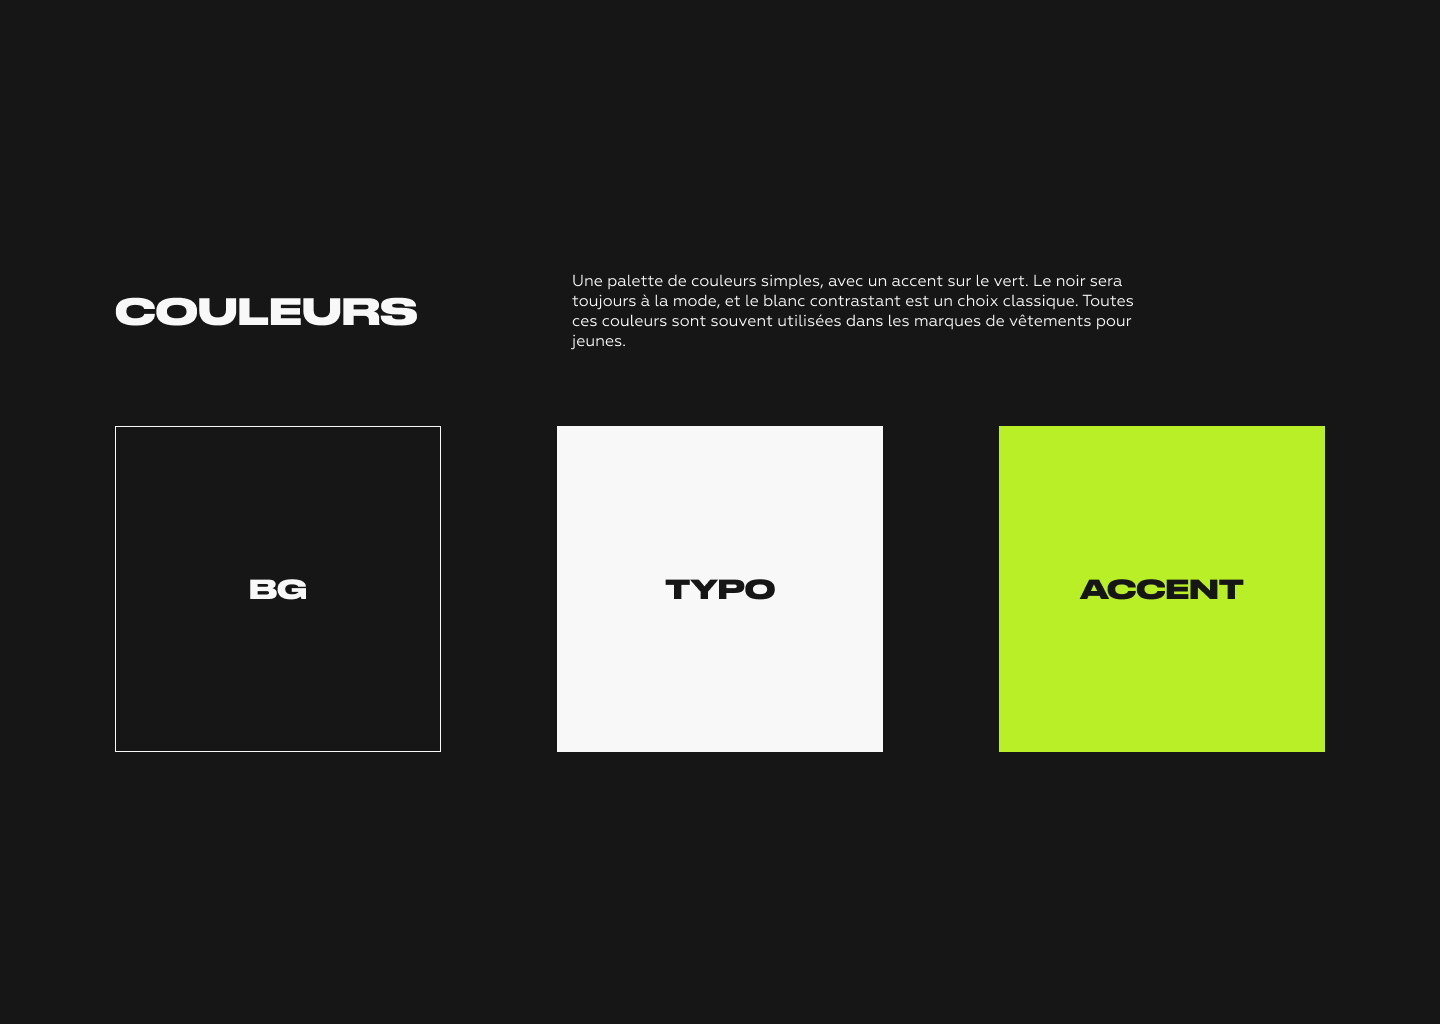 COULEURS
Une palette de couleurs simples, avec un accent sur le vert. Le noir sera
toujours à la mode, et le blanc contrastant est un choix classique. Toutes
ces couleurs sont souvent utilisées dans les marques de vêtements pour
jeunes.
BG
TYPO
ACCENT